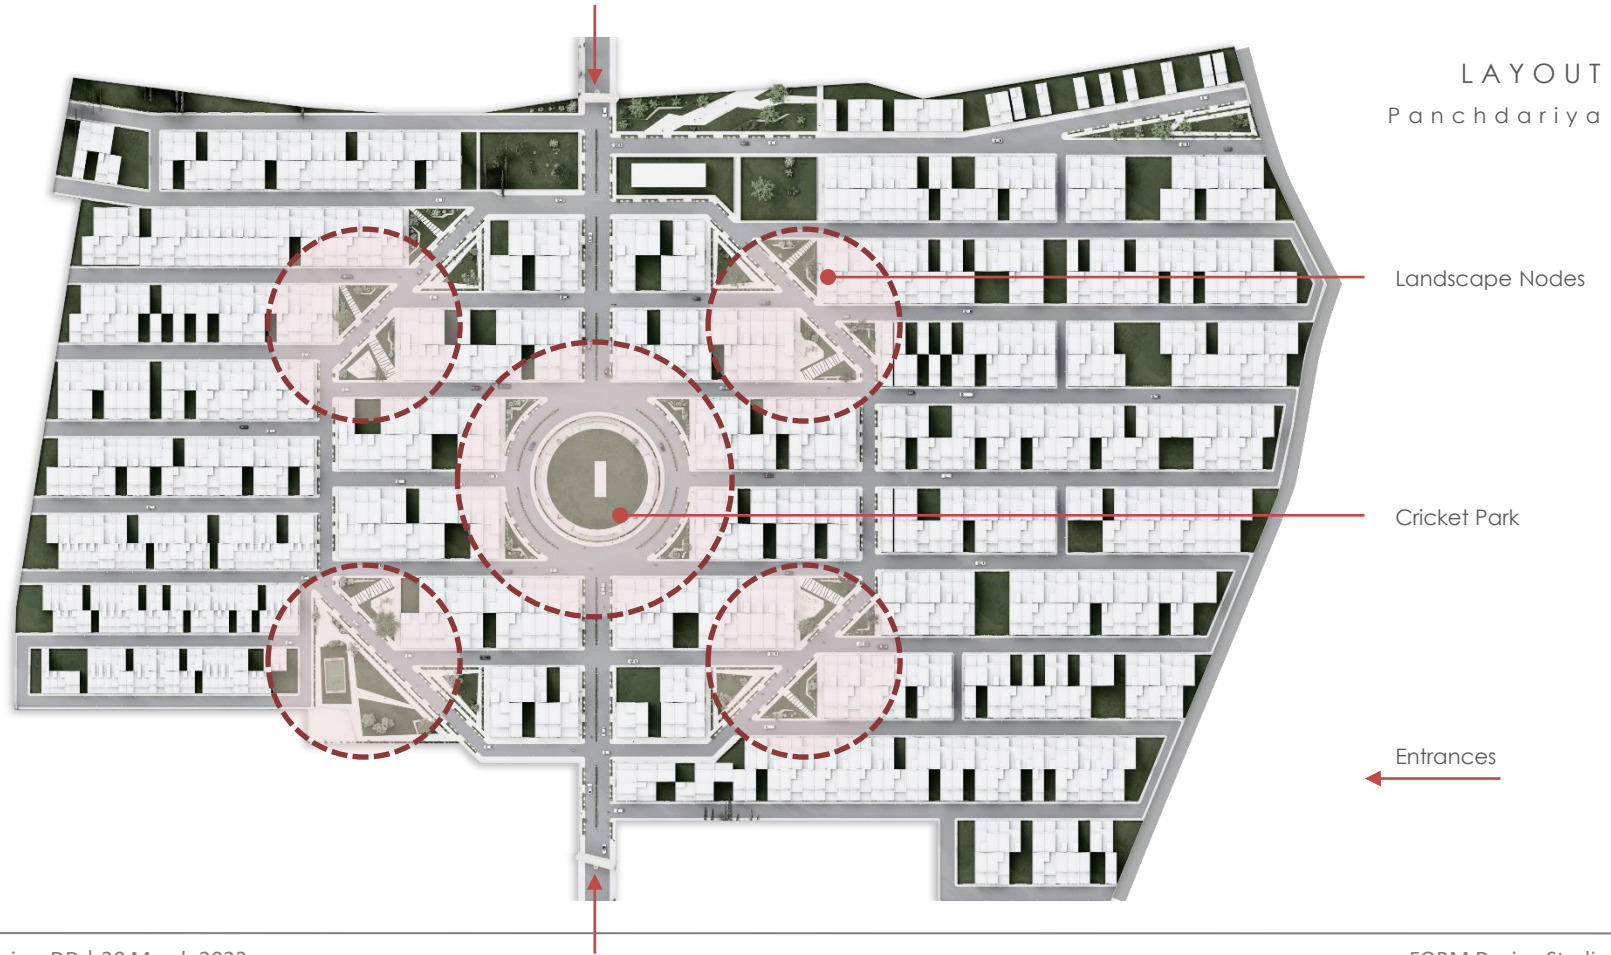 LAYOUT
Panchdariya
Landscape Nodes
Cricket Park
Entrances